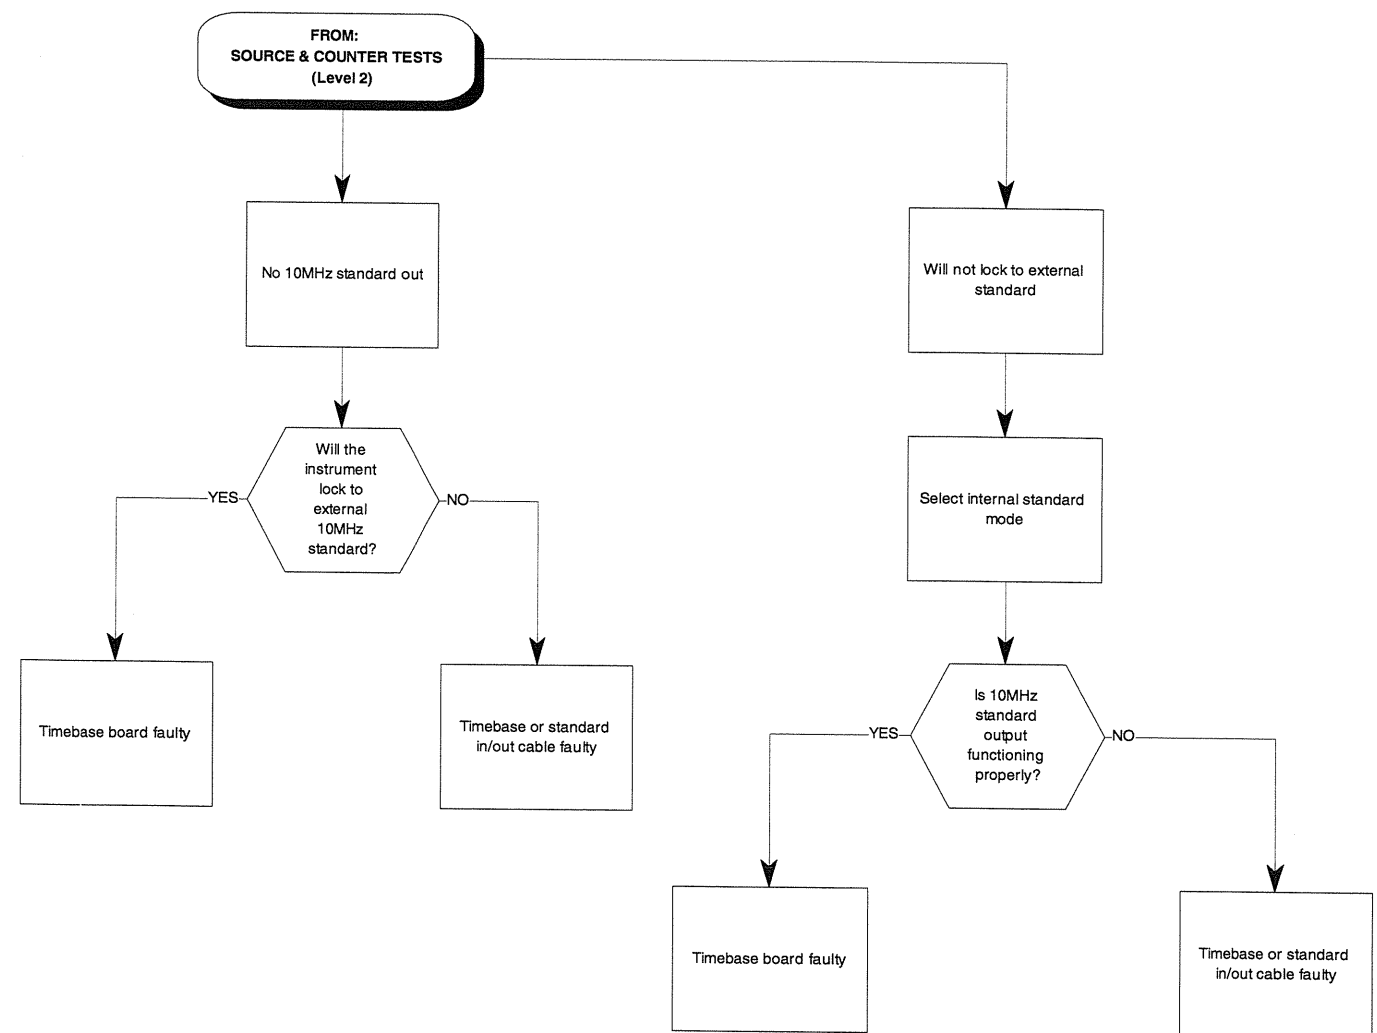 FROM:
SOURCE & COUNTER TESTS
(Level 2)
No 10MHz standard out
Will not lock to external
standard
Will the
instrument
lock to
external
10MHz
standard?
YES
NO
Select internal standard
mode
Timebase board faulty
Timebase or standard
in/out cable faulty
Is 10MHz
standard
output
functioning
properly?
YES
NO
Timebase board faulty
Timebase or standard
in/out cable faulty